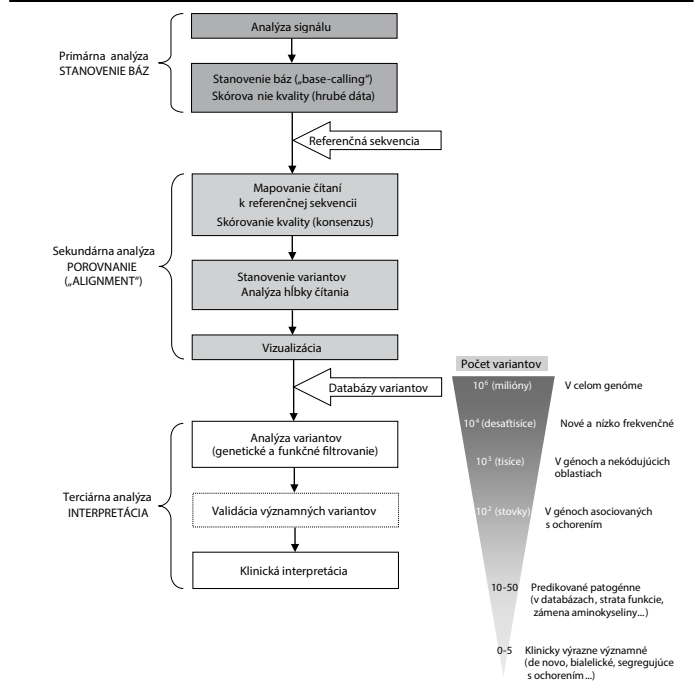 Analýza signálu
Primárna analýza
STANOVENIE BÁZ
Stanovenie báz („base-calling“)
Skórova nie kvality (hrubé dáta)
Referenčná sekvencia
Mapovanie čítaní
k referenčnej sekvencii
Skórovanie kvality (konsenzus)
Sekundárna analýza
POROVNANIE
(„ALIGNMENT“)
Stanovenie variantov
Analýza hĺbky čítania
Vizualizácia
Databázy variantov
Analýza variantov
(genetické a funkčné filtrovanie)
Terciárna analýza
INTERPRETÁCIA
Validácia významných variantov
Klinická interpretácia
Počet variantov
10⁶ (milióny) V celom genóme
10⁴ (desaťtisíce) Nové a nízko frekvenčné
10³ (tisíce) V génoch a nekódujúcich
oblastiach
10² (stovky) V génoch asociovaných
s ochorením
10-50 Predikované patogénne
(v databázach, strata funkcie,
zámena aminokyseliny...)
0-5 Klinicky výrazne významné
(de novo, bialelické, segregujúce
s ochorením...)